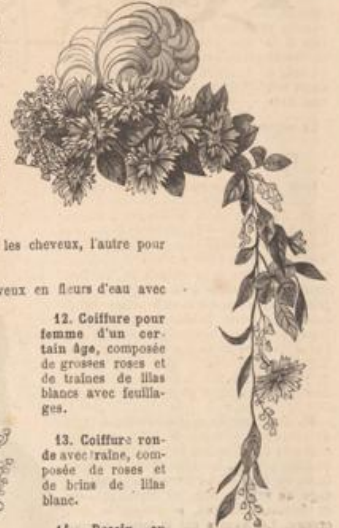 les cheveux, l'autre pour
veux en fleurs d'eau avec
12. Coiffure pour
femme d'un cer-
tain âge, composée
de grosses roses et
de traînes de lilas
blancs avec feuilla-
ges.
13. Coiffure ron-
de avec traîne, com-
posée de roses et
de brins de lilas
blanc.